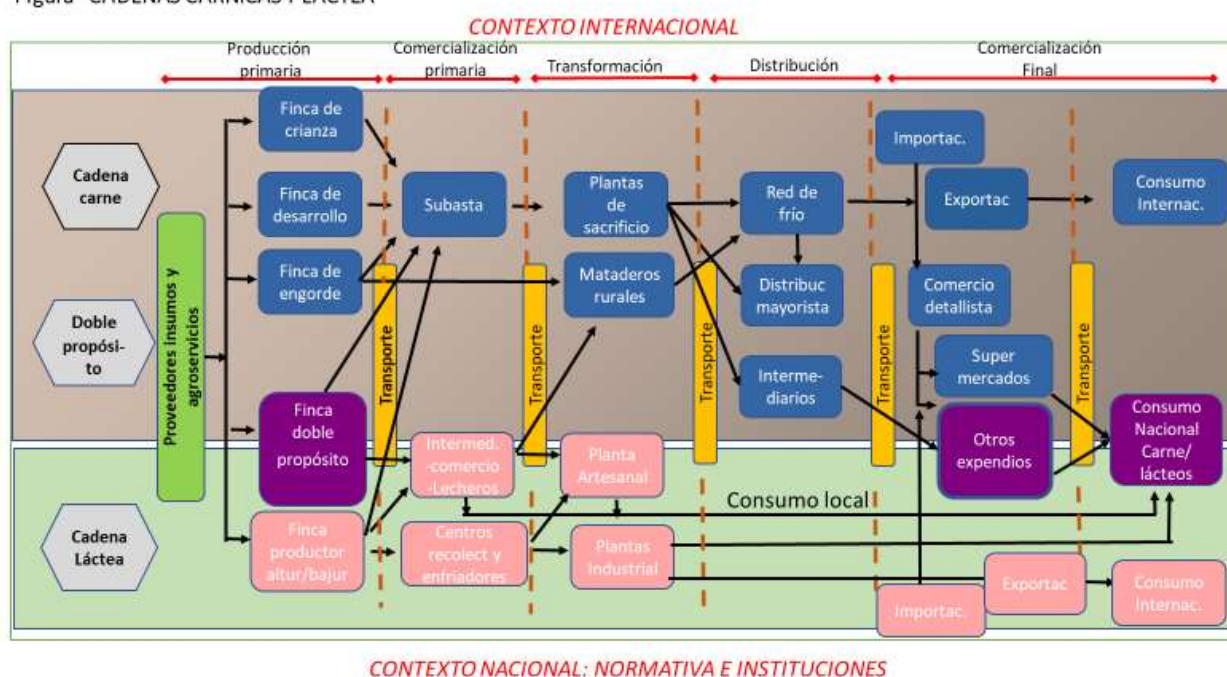 Figura CADENAS CÁRNICAS Y LÁCTEA
CONTEXTO INTERNACIONAL
Producción
primaria
Comercialización
primaria
Transformación
Distribución
Comercialización
Final
Cadena
carne
Doble
propósi-
to
Cadena
Láctea
Proveedores insumos y
agroservicios
Finca de
crianza
Finca de
desarrollo
Finca de
engorde
Finca
doble
propósito
Finca
productor
altur/bajur
Transporte
Subasta
Intermed.
-comercio
-Lecheros
Centros
recolect y
enfriadores
Transporte
Plantas
de
sacrificio
Mataderos
rurales
Planta
Artesanal
Plantas
Industrial
Transporte
Red de
frío
Distribuc
mayorista
Interme-
diarios
Consumo local
Transporte
Importac.
Exportac
Comercio
detallista
Super
mercados
Otros
expendios
Importac.
Exportac
Transporte
Consumo
Internac.
Consumo
Nacional
Carne/
lácteos
Consumo
Internac.
CONTEXTO NACIONAL: NORMATIVA E INSTITUCIONES